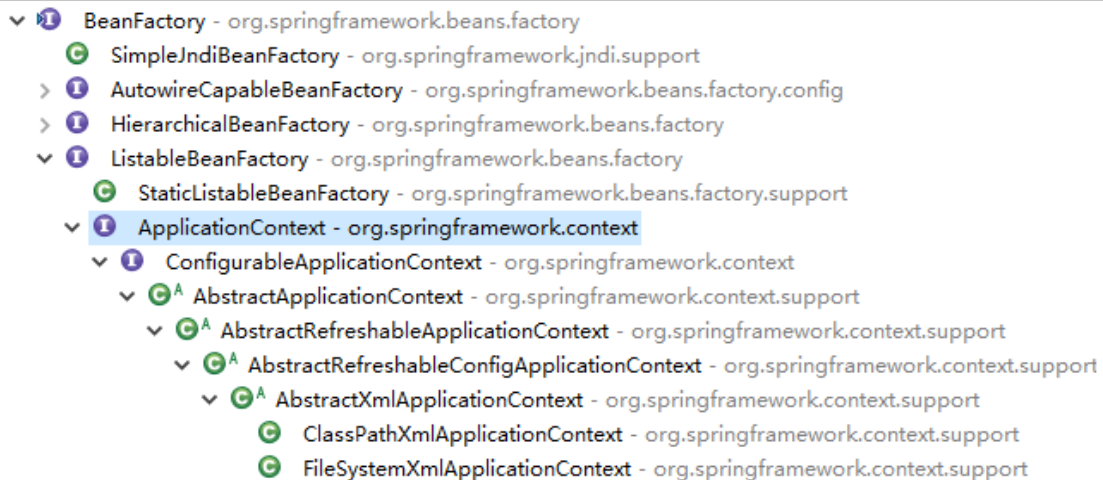 BeanFactory - org.springframework.beans.factory
SimpleJndiBeanFactory - org.springframework.jndi.support
AutowireCapableBeanFactory - org.springframework.beans.factory.config
HierarchicalBeanFactory - org.springframework.beans.factory
ListableBeanFactory - org.springframework.beans.factory
StaticListableBeanFactory - org.springframework.beans.factory.support
ApplicationContext - org.springframework.context
ConfigurableApplicationContext - org.springframework.context
AbstractApplicationContext - org.springframework.context.support
AbstractRefreshableApplicationContext - org.springframework.context.support
AbstractRefreshableConfigApplicationContext - org.springframework.context.support
AbstractXmlApplicationContext - org.springframework.context.support
ClassPathXmlApplicationContext - org.springframework.context.support
FileSystemXmlApplicationContext - org.springframework.context.support